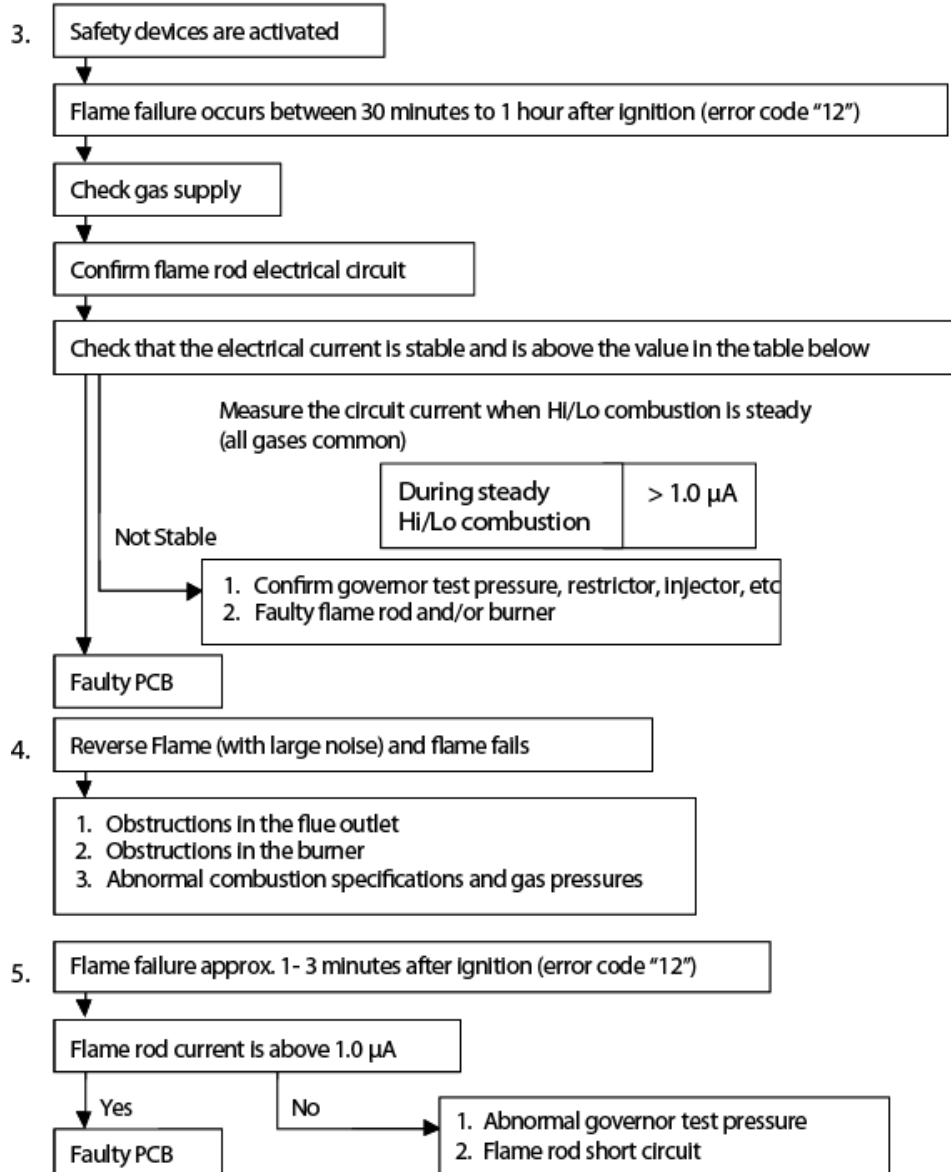 3. Safety devices are activated
Flame failure occurs between 30 minutes to 1 hour after ignition (error code “12”)
Check gas supply
Confirm flame rod electrical circuit
Check that the electrical current is stable and is above the value in the table below
Measure the circuit current when Hi/Lo combustion is steady
(all gases common)
During steady > 1.0 µA
Hi/Lo combustion
Not Stable
1. Confirm governor test pressure, restrictor, injector, etc
2. Faulty flame rod and/or burner
Faulty PCB
4. Reverse Flame (with large noise) and flame fails
1. Obstructions in the flue outlet
2. Obstructions in the burner
3. Abnormal combustion specifications and gas pressures
5. Flame failure approx. 1- 3 minutes after ignition (error code “12”)
Flame rod current is above 1.0 µA
Yes No
1. Abnormal governor test pressure
Faulty PCB
2. Flame rod short circuit